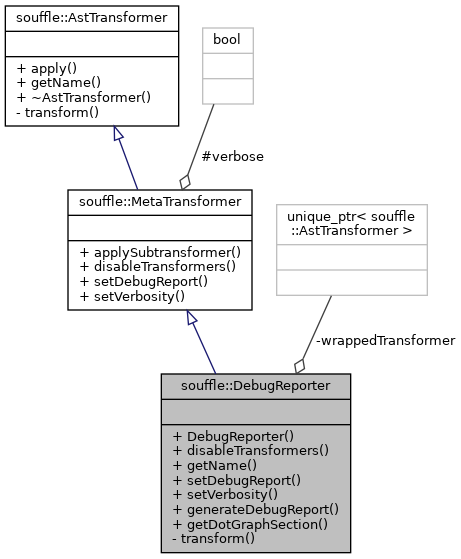 souffle::AstTransformer
+ apply()
+ getName()
+ ~AstTransformer()
- transform()
bool
#verbose
souffle::MetaTransformer
+ applySubtransformer()
+ disableTransformers()
+ setDebugReport()
+ setVerbosity()
unique_ptr< souffle
::AstTransformer >
-wrappedTransformer
souffle::DebugReporter
+ DebugReporter()
+ disableTransformers()
+ getName()
+ setDebugReport()
+ setVerbosity()
+ generateDebugReport()
+ getDotGraphSection()
- transform()